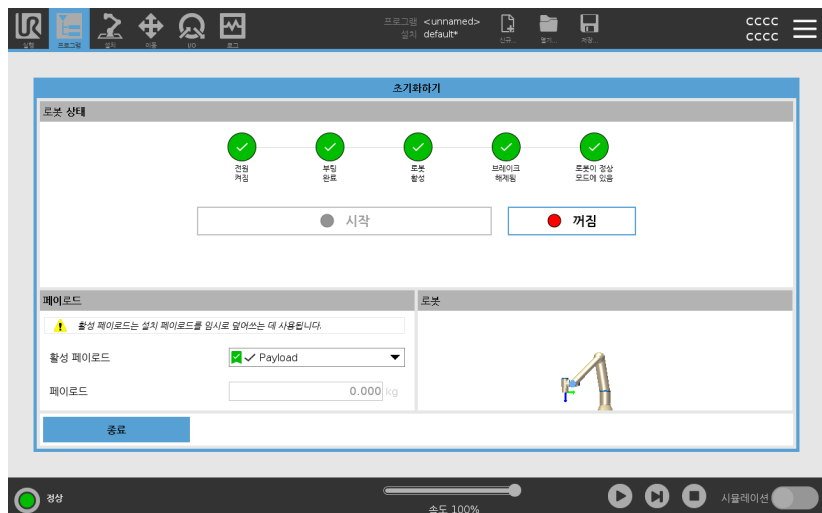 UR
프로그램 <unnamed>
설치 default*
실행
프로그램
설치
이동
I/O
로그
신규...
열기...
저장...
cccc
cccc
초기화하기
로봇 상태
전원
켜짐
부팅
완료
로봇
활성
브레이크
해제됨
로봇이 정상
모드에 있음
시작
꺼짐
페이로드
로봇
활성 페이로드는 설치 페이로드를 임시로 덮어쓰는 데 사용됩니다.
활성 페이로드
Payload
페이로드
0.000 kg
종료
정상
속도 100%
시뮬레이션